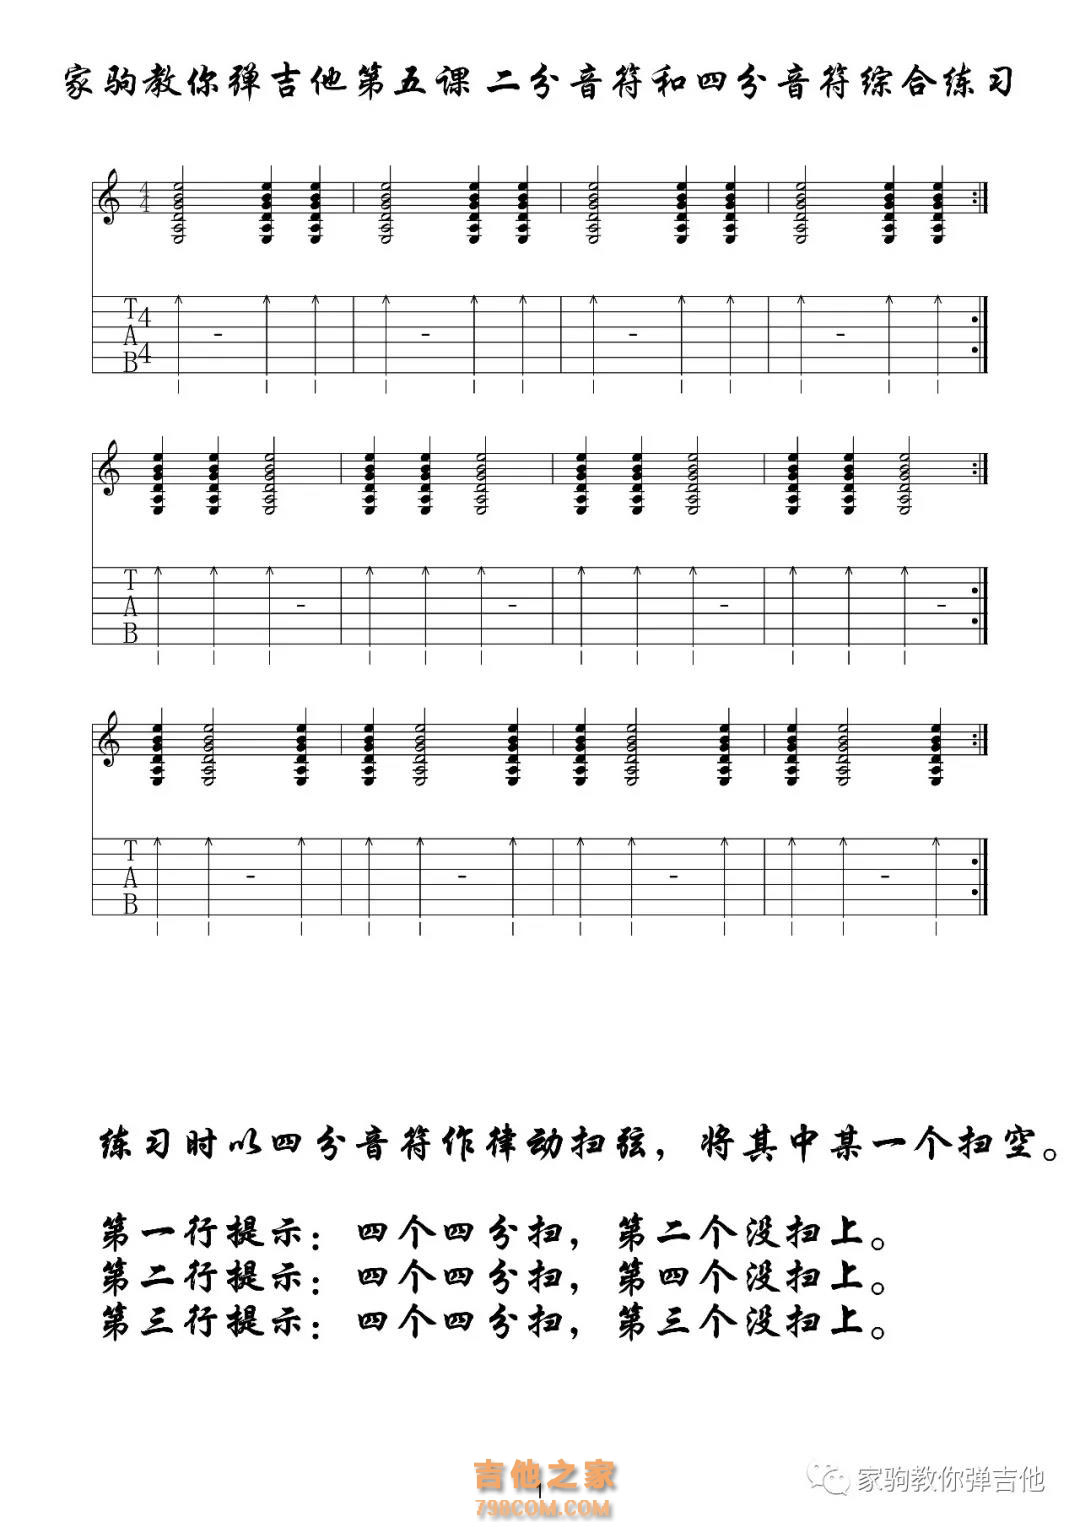 家驹教你弹吉他第五课 二分音符和四分音符综合练习
4
4
e e e e e e e e e e e e
B B B B B B B B B B B B
G G G G G G G G G G G G
D D D D D D D D D D D D
A A A A A A A A A A A A
E E E E E E E E E E E E
T
A
B
4
4
e e e e e e e e e e e e
B B B B B B B B B B B B
G G G G G G G G G G G G
D D D D D D D D D D D D
A A A A A A A A A A A A
E E E E E E E E E E E E
T
A
B
e e e e e e e e e e e e
B B B B B B B B B B B B
G G G G G G G G G G G G
D D D D D D D D D D D D
A A A A A A A A A A A A
E E E E E E E E E E E E
T
A
B
练习时以四分音符作律动扫弦，将其中某一个扫空。
第一行提示：四个四分扫，第二个没扫上。
第二行提示：四个四分扫，第四个没扫上。
第三行提示：四个四分扫，第三个没扫上。
吉他之家
798COM.COM
1
家驹教你弹吉他